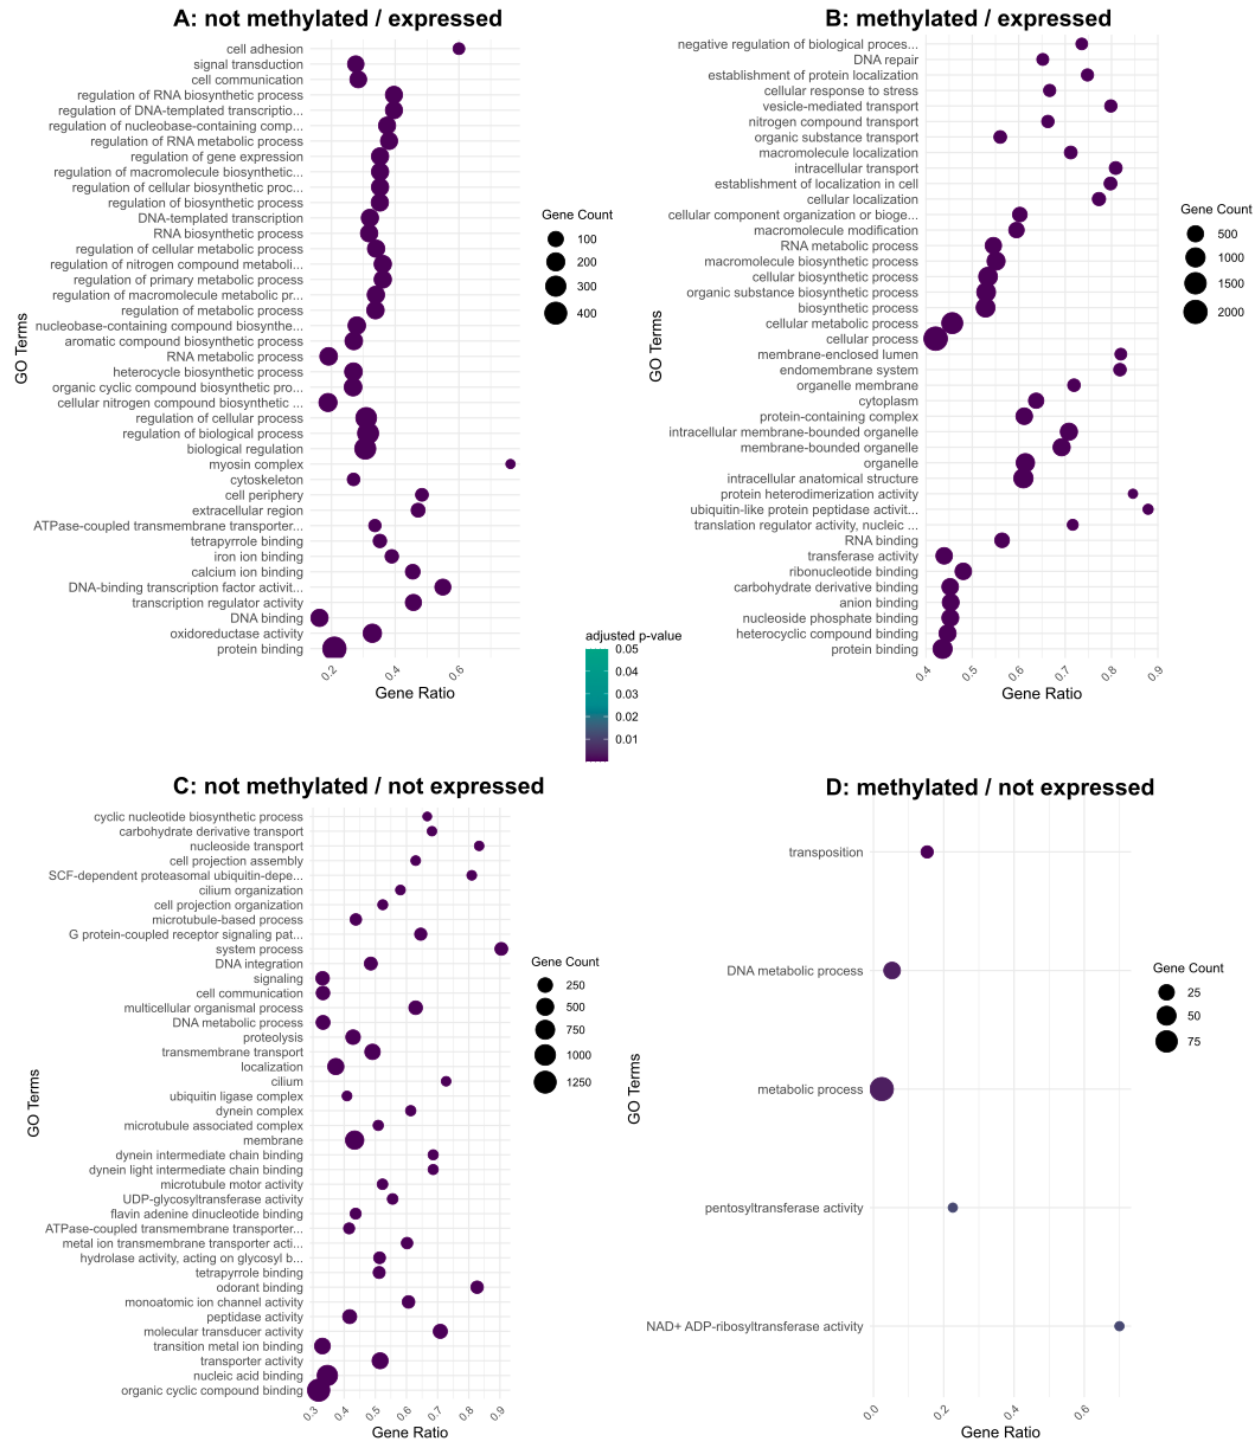 A: not methylated / expressed
cell adhesion
signal transduction
cell communication
regulation of RNA biosynthetic process
regulation of DNA-templated transcriptio...
regulation of nucleobase-containing comp...
regulation of RNA metabolic process
regulation of gene expression
regulation of macromolecule biosynthetic...
regulation of cellular biosynthetic proc...
regulation of biosynthetic process
DNA-templated transcription
RNA biosynthetic process
regulation of cellular metabolic process
regulation of nitrogen compound metaboli...
regulation of primary metabolic process
regulation of macromolecule metabolic pr...
regulation of metabolic process
nucleobase-containing compound biosynthe...
aromatic compound biosynthetic process
RNA metabolic process
heterocycle biosynthetic process
organic cyclic compound biosynthetic pro...
cellular nitrogen compound biosynthetic ...
regulation of cellular process
regulation of biological process
biological regulation
myosin complex
cytoskeleton
cell periphery
extracellular region
ATPase-coupled transmembrane transporter...
tetrapyrrole binding
iron ion binding
calcium ion binding
DNA-binding transcription factor activit...
transcription regulator activity
DNA binding
oxidoreductase activity
protein binding
GO Terms
0.2
0.4
0.6
Gene Ratio
Gene Count
100
200
300
400
B: methylated / expressed
negative regulation of biological proces...
DNA repair
establishment of protein localization
cellular response to stress
vesicle-mediated transport
nitrogen compound transport
organic substance transport
macromolecule localization
intracellular transport
establishment of localization in cell
cellular localization
cellular component organization or bioge...
macromolecule modification
RNA metabolic process
macromolecule biosynthetic process
cellular biosynthetic process
organic substance biosynthetic process
biosynthetic process
cellular metabolic process
cellular process
membrane-enclosed lumen
endomembrane system
organelle membrane
cytoplasm
protein-containing complex
intracellular membrane-bounded organelle
membrane-bounded organelle
organelle
intracellular anatomical structure
protein heterodimerization activity
ubiquitin-like protein peptidase activit...
translation regulator activity, nucleic ...
RNA binding
transferase activity
ribonucleotide binding
carbohydrate derivative binding
anion binding
nucleoside phosphate binding
heterocyclic compound binding
protein binding
GO Terms
0.4
0.5
0.6
0.7
0.8
0.9
Gene Ratio
Gene Count
500
1000
1500
2000
adjusted p-value
0.05
0.04
0.03
0.02
0.01
C: not methylated / not expressed
cyclic nucleotide biosynthetic process
carbohydrate derivative transport
nucleoside transport
cell projection assembly
SCF-dependent proteasomal ubiquitin-depe...
cilium organization
cell projection organization
microtubule-based process
G protein-coupled receptor signaling pat...
system process
DNA integration
signaling
cell communication
multicellular organismal process
DNA metabolic process
proteolysis
transmembrane transport
localization
cilium
ubiquitin ligase complex
dynein complex
microtubule associated complex
membrane
dynein intermediate chain binding
dynein light intermediate chain binding
microtubule motor activity
UDP-glycosyltransferase activity
flavin adenine dinucleotide binding
ATPase-coupled transmembrane transporter...
metal ion transmembrane transporter acti...
hydrolase activity, acting on glycosyl b...
tetrapyrrole binding
odorant binding
monoatomic ion channel activity
peptidase activity
molecular transducer activity
transition metal ion binding
transporter activity
nucleic acid binding
organic cyclic compound binding
GO Terms
0.3
0.4
0.5
0.6
0.7
0.8
0.9
Gene Ratio
Gene Count
250
500
750
1000
1250
D: methylated / not expressed
transposition
DNA metabolic process
metabolic process
pentosyltransferase activity
NAD+ ADP-ribosyltransferase activity
GO Terms
0.0
0.2
0.4
0.6
Gene Ratio
Gene Count
25
50
75